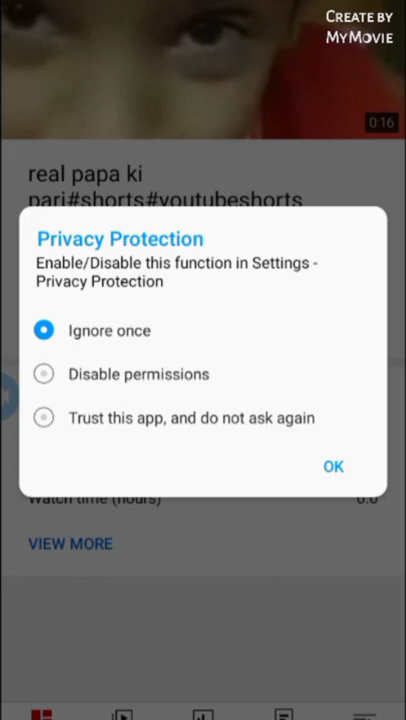 CREATE BY
MYMOVIE
0:16
real papa ki
pari#shorts#youtubeshorts
Privacy Protection
Enable/Disable this function in Settings -
Privacy Protection
Ignore once
Disable permissions
Trust this app, and do not ask again
OK
Watch time (hours)
0.0
VIEW MORE